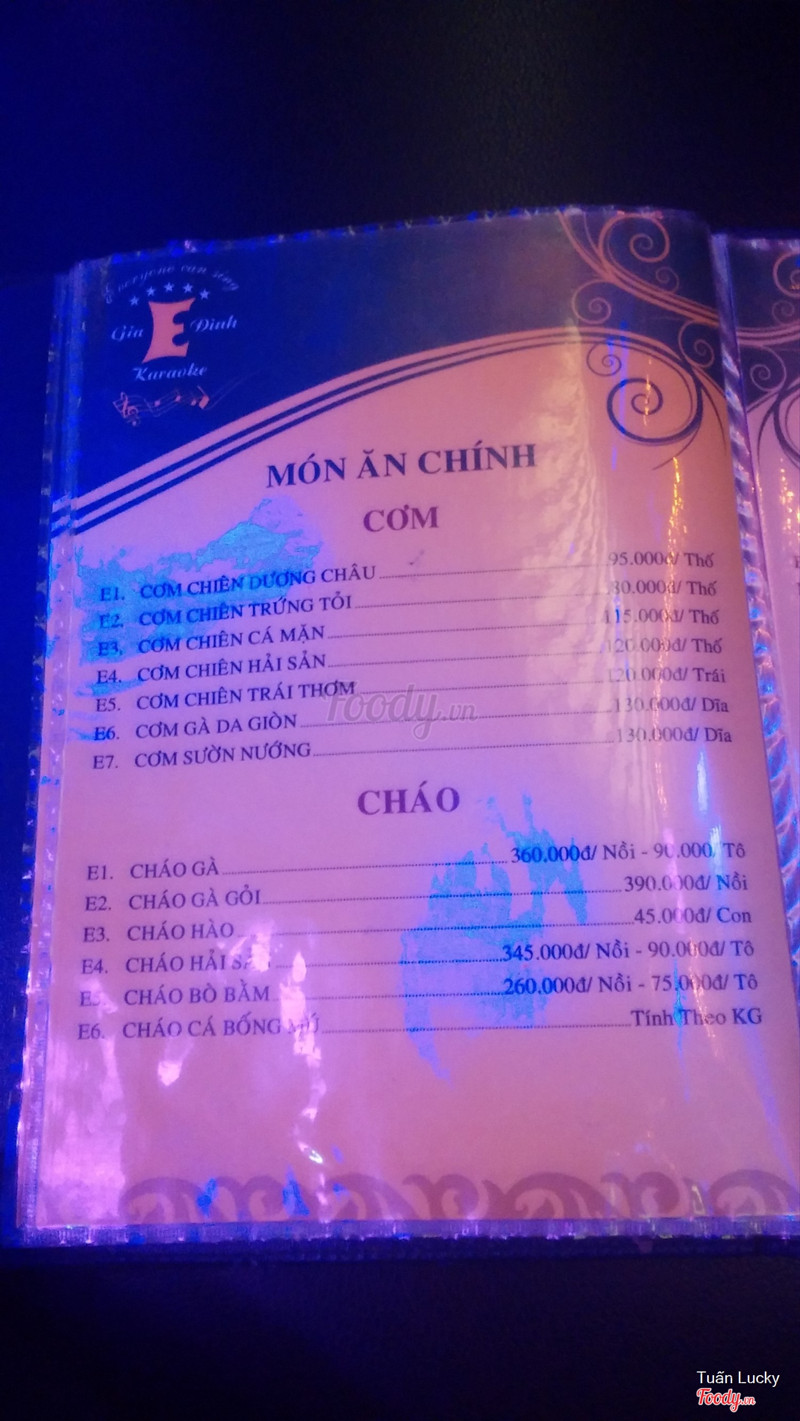 Everyone can sing
Gia E Đình
Karaoke
MÓN ĂN CHÍNH
CƠM
E1. CƠM CHIÊN DƯƠNG CHÂU 95.000đ/ Thố
E2. CƠM CHIÊN TRỨNG TỎI 80.000đ/ Thố
E3. CƠM CHIÊN CÁ MẶN 115.000đ/ Thố
E4. CƠM CHIÊN HẢI SẢN 120.000đ/ Thố
E5. CƠM CHIÊN TRÁI THƠM 120.000đ/ Trái
E6. CƠM GÀ DA GIÒN 130.000đ/ Dĩa
E7. CƠM SƯỜN NƯỚNG 130.000đ/ Dĩa
Foody.vn
CHÁO
E1. CHÁO GÀ 360.000đ/ Nồi - 90.000/ Tô
E2. CHÁO GÀ GỎI 390.000đ/ Nồi
E3. CHÁO HÀO 45.000đ/ Con
E4. CHÁO HẢI SẢN 345.000đ/ Nồi - 90.000đ/ Tô
E5. CHÁO BÒ BẰM 260.000đ/ Nồi - 75.000đ/ Tô
E6. CHÁO CÁ BỐNG MÚ Tính Theo KG
Tuấn Lucky
Foody.vn